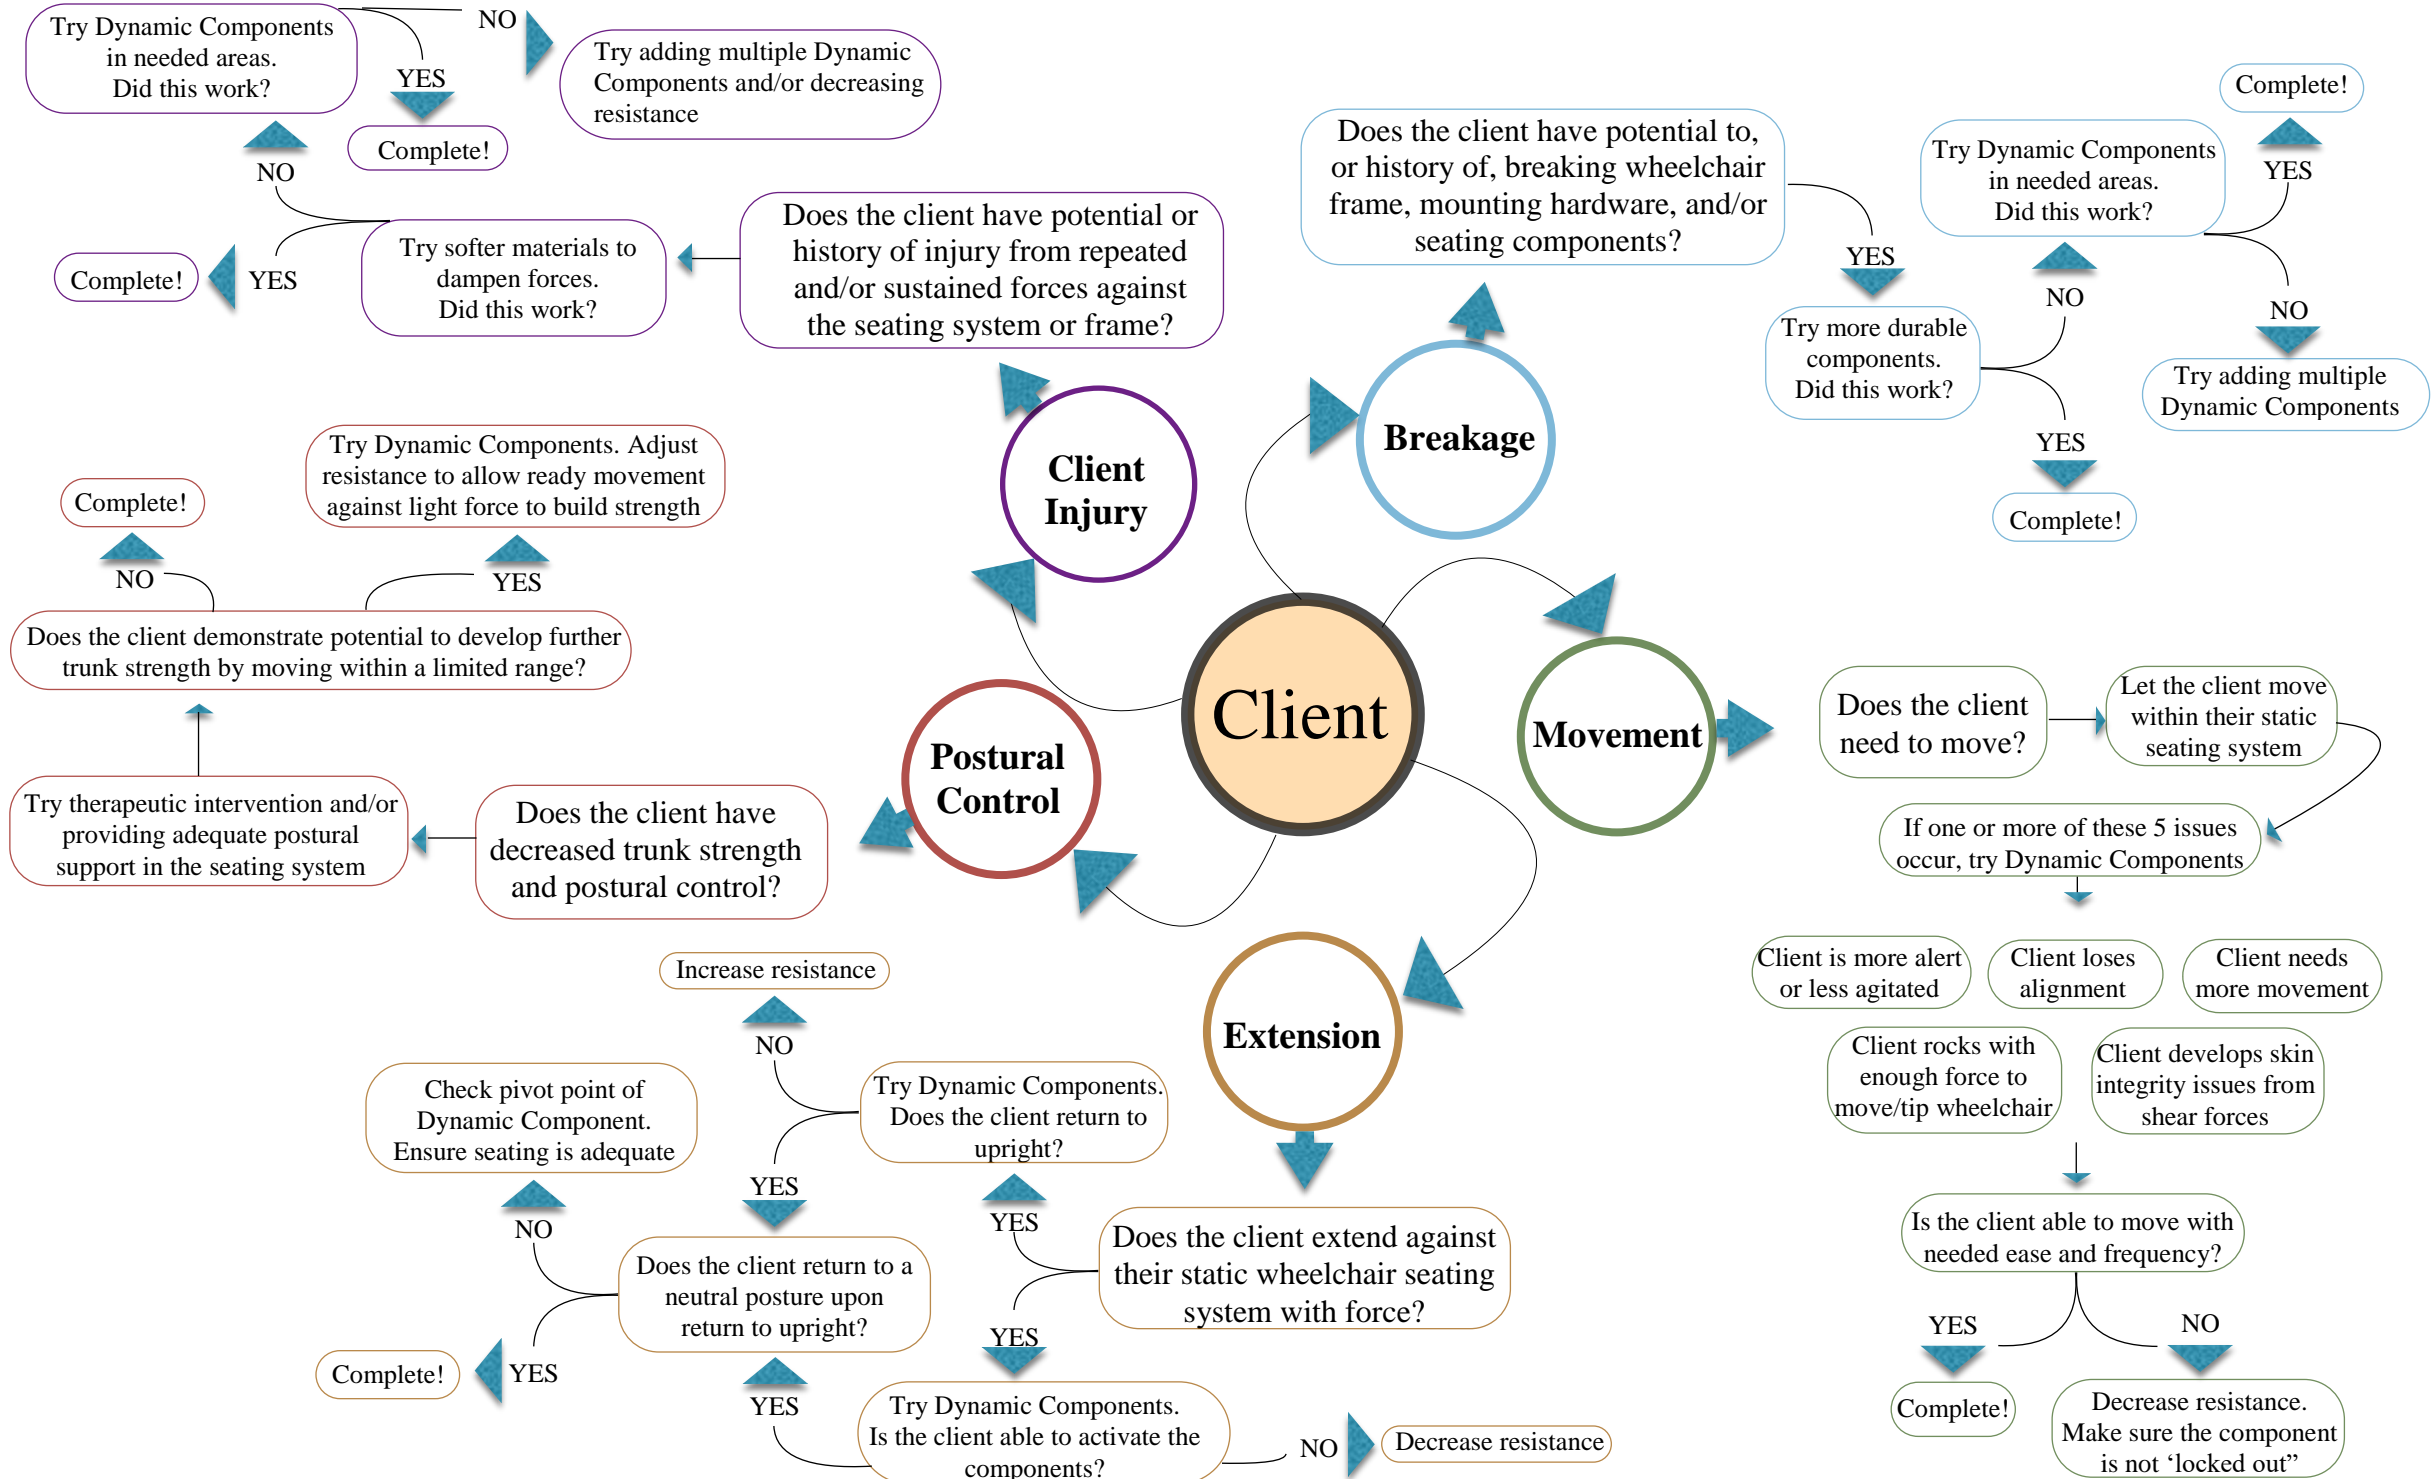 Client
Client
Injury
Does the client have potential or
history of injury from repeated
and/or sustained forces against
the seating system or frame?
Try softer materials to
dampen forces.
Did this work?
YES
Complete!
NO
Try Dynamic Components
in needed areas.
Did this work?
YES
Complete!
NO
Try adding multiple Dynamic
Components and/or decreasing
resistance
Breakage
Does the client have potential to,
or history of, breaking wheelchair
frame, mounting hardware, and/or
seating components?
YES
Try more durable
components.
Did this work?
YES
Complete!
NO
Try Dynamic Components
in needed areas.
Did this work?
YES
Complete!
NO
Try adding multiple
Dynamic Components
Movement
Does the client
need to move?
Let the client move
within their static
seating system
If one or more of these 5 issues
occur, try Dynamic Components
Client is more alert
or less agitated
Client loses
alignment
Client needs
more movement
Client rocks with
enough force to
move/tip wheelchair
Client develops skin
integrity issues from
shear forces
Is the client able to move with
needed ease and frequency?
YES
Complete!
NO
Decrease resistance.
Make sure the component
is not ‘locked out”
Extension
Does the client extend against
their static wheelchair seating
system with force?
YES
Try Dynamic Components.
Does the client return to
upright?
NO
Increase resistance
YES
Does the client return to a
neutral posture upon
return to upright?
NO
Check pivot point of
Dynamic Component.
Ensure seating is adequate
YES
Complete!
YES
Try Dynamic Components.
Is the client able to activate the
components?
YES
NO
Decrease resistance
Postural
Control
Does the client have
decreased trunk strength
and postural control?
Try therapeutic intervention and/or
providing adequate postural
support in the seating system
Does the client demonstrate potential to develop further
trunk strength by moving within a limited range?
NO
Complete!
YES
Try Dynamic Components. Adjust
resistance to allow ready movement
against light force to build strength